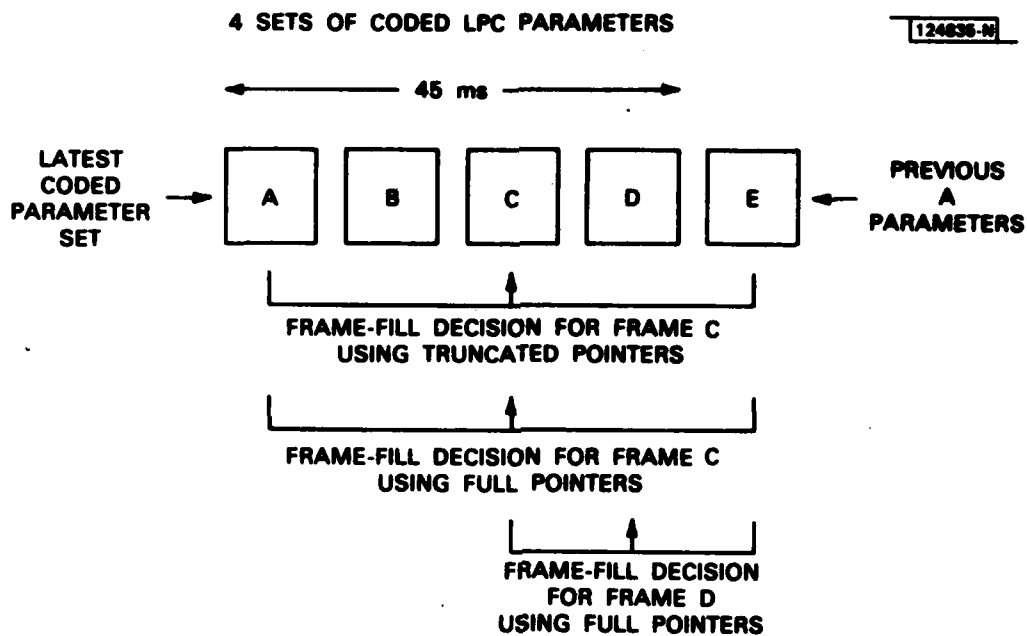 4 SETS OF CODED LPC PARAMETERS
124835-N
45 ms
LATEST
CODED
PARAMETER
SET
A
B
C
D
E
PREVIOUS
A
PARAMETERS
FRAME-FILL DECISION FOR FRAME C
USING TRUNCATED POINTERS
FRAME-FILL DECISION FOR FRAME C
USING FULL POINTERS
FRAME-FILL DECISION
FOR FRAME D
USING FULL POINTERS